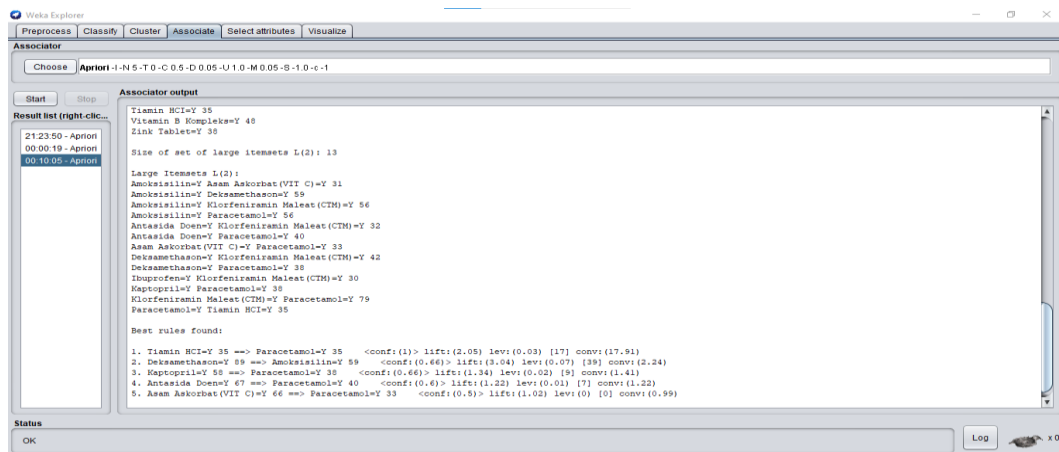 Weka Explorer
Preprocess Classify Cluster Associate Select attributes Visualize
Associator
Choose Apriori -I -N 5 -T 0 -C 0.5 -D 0.05 -U 1.0 -M 0.05 -S -1.0 -c -1
Start Stop
Result list (right-clic...
21:23:50 - Apriori
00:00:19 - Apriori
00:10:05 - Apriori
Associator output
Tiamin HCI=Y 35
Vitamin B Kompleks=Y 48
Zink Tablet=Y 38
Size of set of large itemsets L(2): 13
Large Itemsets L(2):
Amoksisilin=Y Asam Askorbat(VIT C)=Y 31
Amoksisilin=Y Deksamethason=Y 59
Amoksisilin=Y Klorfeniramin Maleat(CTM)=Y 56
Amoksisilin=Y Paracetamol=Y 56
Antasida Doen=Y Klorfeniramin Maleat(CTM)=Y 32
Antasida Doen=Y Paracetamol=Y 40
Asam Askorbat(VIT C)=Y Paracetamol=Y 33
Deksamethason=Y Klorfeniramin Maleat(CTM)=Y 42
Deksamethason=Y Paracetamol=Y 38
Ibuprofen=Y Klorfeniramin Maleat(CTM)=Y 30
Kaptopril=Y Paracetamol=Y 38
Klorfeniramin Maleat(CTM)=Y Paracetamol=Y 79
Paracetamol=Y Tiamin HCI=Y 35
Best rules found:
1. Tiamin HCI=Y 35 ==> Paracetamol=Y 35 <conf:(1)> lift:(2.05) lev:(0.03) [17] conv:(17.91)
2. Deksamethason=Y 89 ==> Amoksisilin=Y 59 <conf:(0.66)> lift:(3.04) lev:(0.07) [39] conv:(2.24)
3. Kaptopril=Y 58 ==> Paracetamol=Y 38 <conf:(0.66)> lift:(1.34) lev:(0.02) [9] conv:(1.41)
4. Antasida Doen=Y 67 ==> Paracetamol=Y 40 <conf:(0.6)> lift:(1.22) lev:(0.01) [7] conv:(1.22)
5. Asam Askorbat(VIT C)=Y 66 ==> Paracetamol=Y 33 <conf:(0.5)> lift:(1.02) lev:(0) [0] conv:(0.99)
Status
OK
Log x 0